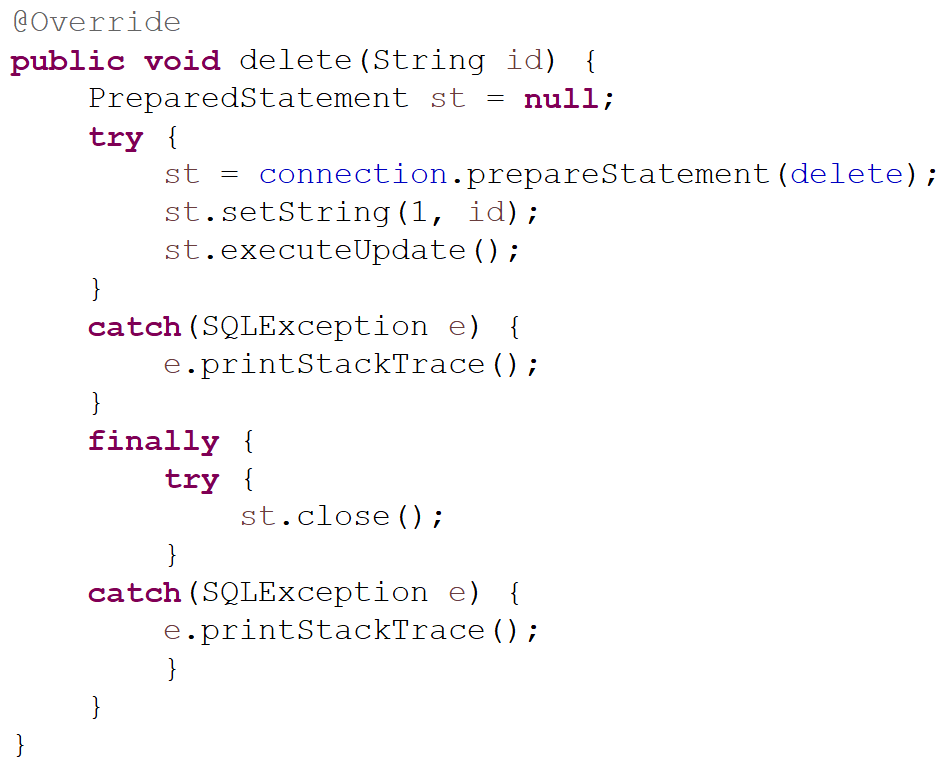 @Override
public void delete(String id) {
    PreparedStatement st = null;
    try {
        st = connection.prepareStatement(delete);
        st.setString(1, id);
        st.executeUpdate();
    }
    catch(SQLException e) {
        e.printStackTrace();
    }
    finally {
        try {
            st.close();
        }
    catch(SQLException e) {
        e.printStackTrace();
        }
    }
}